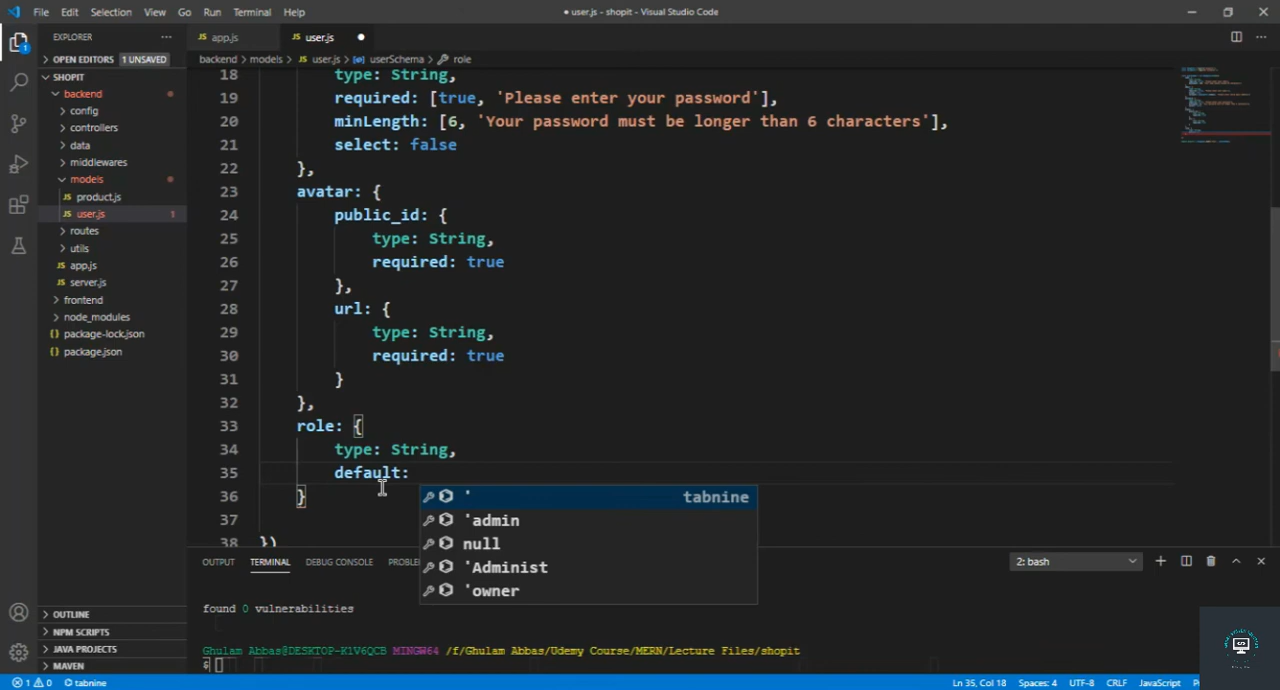 File Edit Selection View Go Run Terminal Help
● user.js - shopit - Visual Studio Code
EXPLORER
OPEN EDITORS 1 UNSAVED
SHOPIT
backend
config
controllers
data
middlewares
models
product.js
user.js 1
routes
utils
app.js
server.js
frontend
node_modules
package-lock.json
package.json
OUTLINE
NPM SCRIPTS
JAVA PROJECTS
MAVEN
app.js user.js ●
backend > models > JS user.js > userSchema > role
18 type: String,
19 required: [true, 'Please enter your password'],
20 minLength: [6, 'Your password must be longer than 6 characters'],
21 select: false
22 },
23 avatar: {
24 public_id: {
25 type: String,
26 required: true
27 },
28 url: {
29 type: String,
30 required: true
31 }
32 },
33 role: {
34 type: String,
35 default:
36 }
37
38 })
' tabnine
'admin
null
'Administ
'owner
OUTPUT TERMINAL DEBUG CONSOLE PROBLE
2: bash
found 0 vulnerabilities
Ghulam Abbas@DESKTOP-K1V6QCB MINGW64 /f/Ghulam Abbas/Udemy Course/MERN/Lecture Files/shopit
$
1 0 tabnine
Ln 35, Col 18 Spaces: 4 UTF-8 CRLF JavaScript